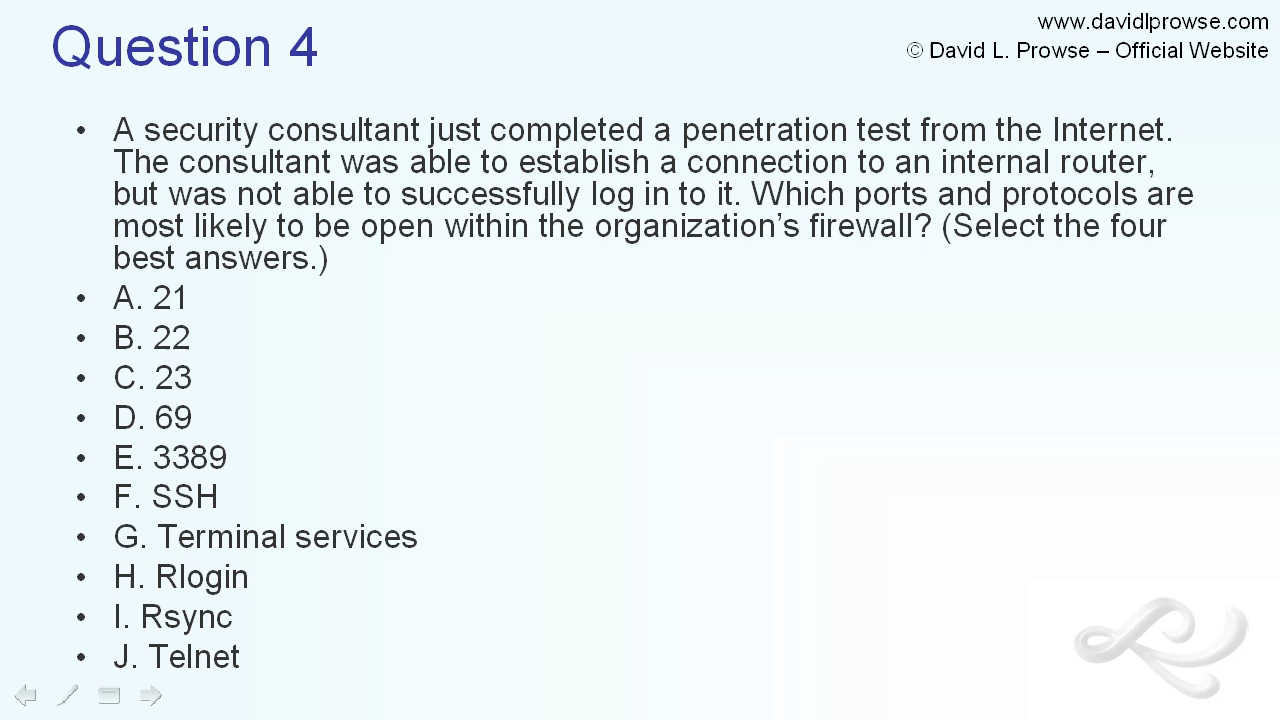 Question 4
www.davidlprowse.com
© David L. Prowse – Official Website
• A security consultant just completed a penetration test from the Internet.
The consultant was able to establish a connection to an internal router,
but was not able to successfully log in to it. Which ports and protocols are
most likely to be open within the organization’s firewall? (Select the four
best answers.)
• A. 21
• B. 22
• C. 23
• D. 69
• E. 3389
• F. SSH
• G. Terminal services
• H. Rlogin
• I. Rsync
• J. Telnet